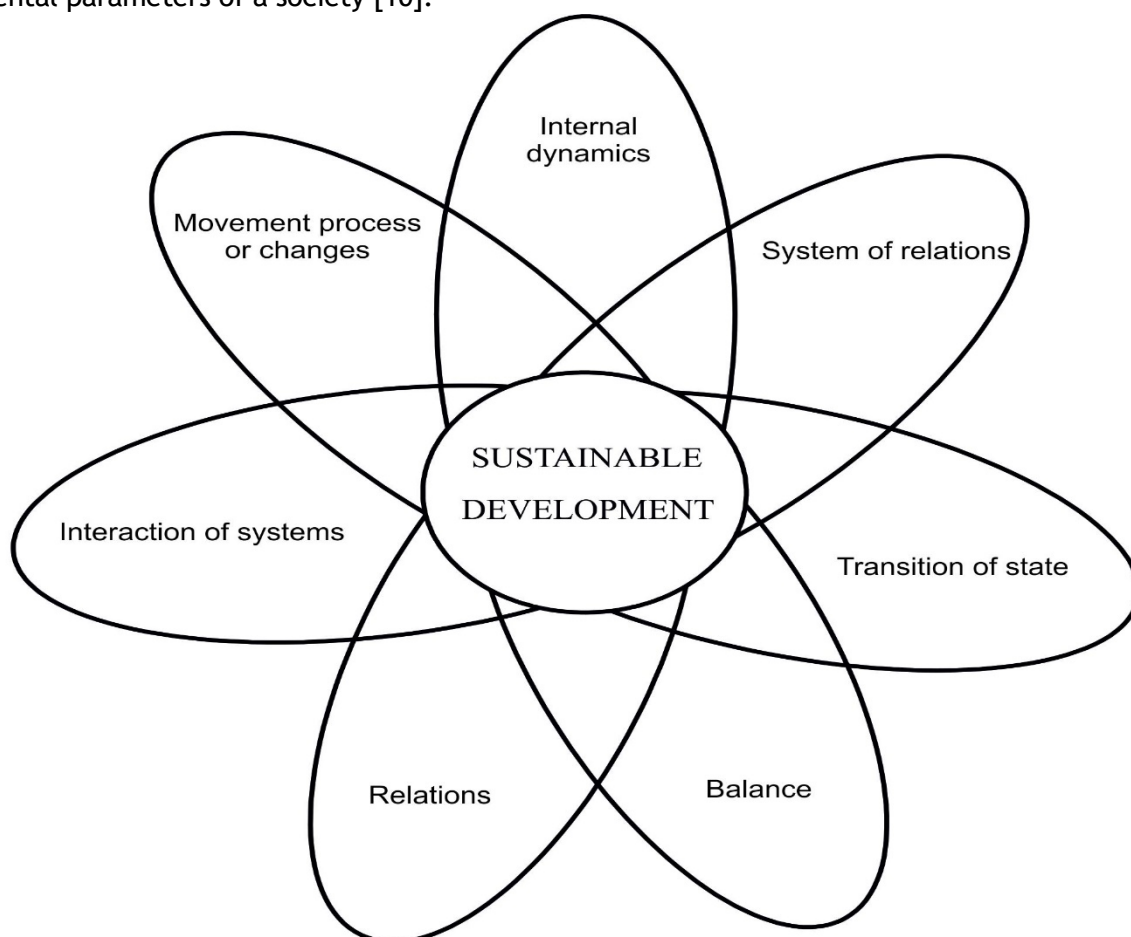 ental parameters of a society [10].
Internal
dynamics
Movement process
or changes
System of relations
SUSTAINABLE
DEVELOPMENT
Interaction of systems
Transition of state
Relations
Balance